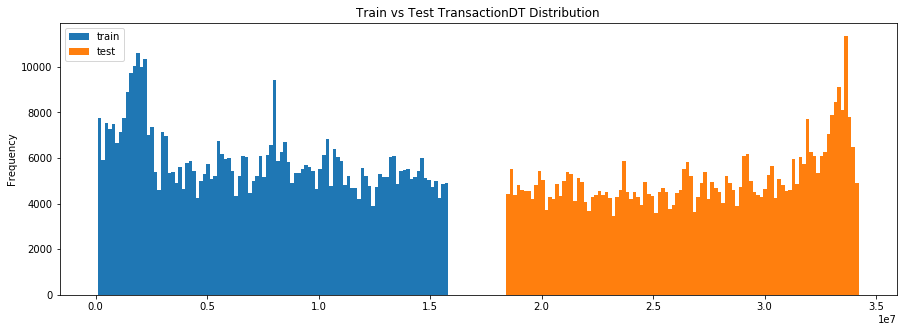 Train vs Test TransactionDT Distribution
train
test
Frequency
10000
8000
6000
4000
2000
0
0.0 0.5 1.0 1.5 2.0 2.5 3.0 3.5
1e7